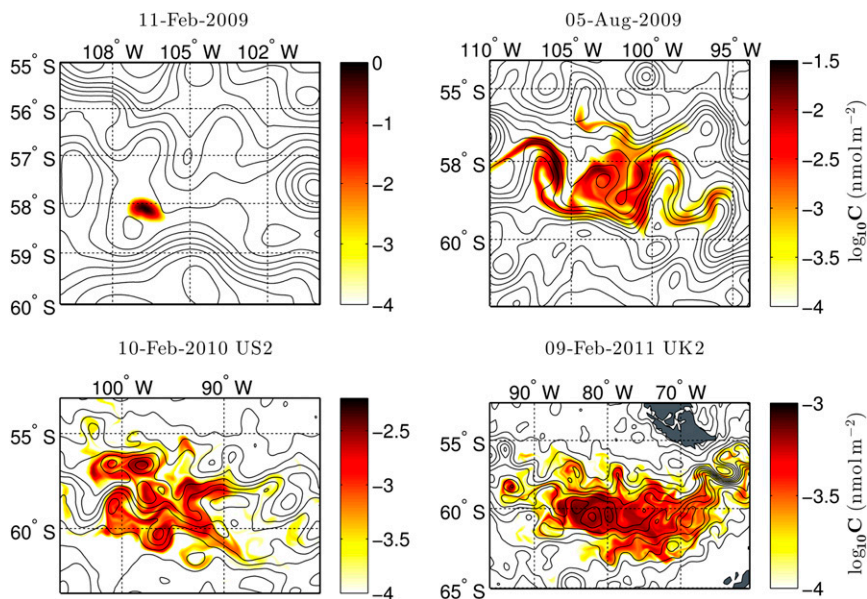 11-Feb-2009
108° W 105° W 102° W
55° S
56° S
57° S
58° S
59° S
60° S
0
−1
−2
−3
−4
05-Aug-2009
110° W 105° W 100° W 95° W
55° S
58° S
60° S
−1.5
−2
−2.5
−3
−3.5
−4
log₁₀C (nmol m⁻²)
10-Feb-2010 US2
100° W 90° W
55° S
60° S
−2.5
−3
−3.5
−4
09-Feb-2011 UK2
90° W 80° W 70° W
55° S
60° S
65° S
−3
−3.5
−4
log₁₀C (nmol m⁻²)